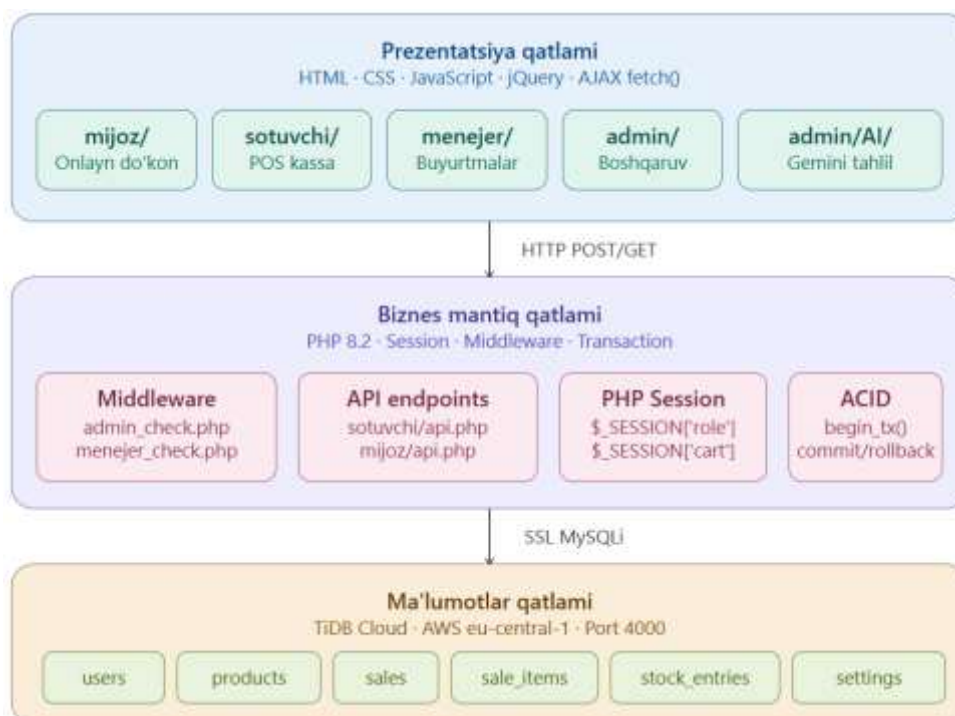 Prezentatsiya qatlami
HTML · CSS · JavaScript · jQuery · AJAX fetch()
mijoz/
Onlayn do'kon
sotuvchi/
POS kassa
menejer/
Buyurtmalar
admin/
Boshqaruv
admin/AI/
Gemini tahlil
HTTP POST/GET
Biznes mantiq qatlami
PHP 8.2 · Session · Middleware · Transaction
Middleware
admin_check.php
menejer_check.php
API endpoints
sotuvchi/api.php
mijoz/api.php
PHP Session
$_SESSION['role']
$_SESSION['cart']
ACID
begin_tx()
commit/rollback
SSL MySQLi
Ma'lumotlar qatlami
TiDB Cloud · AWS eu-central-1 · Port 4000
users
products
sales
sale_items
stock_entries
settings